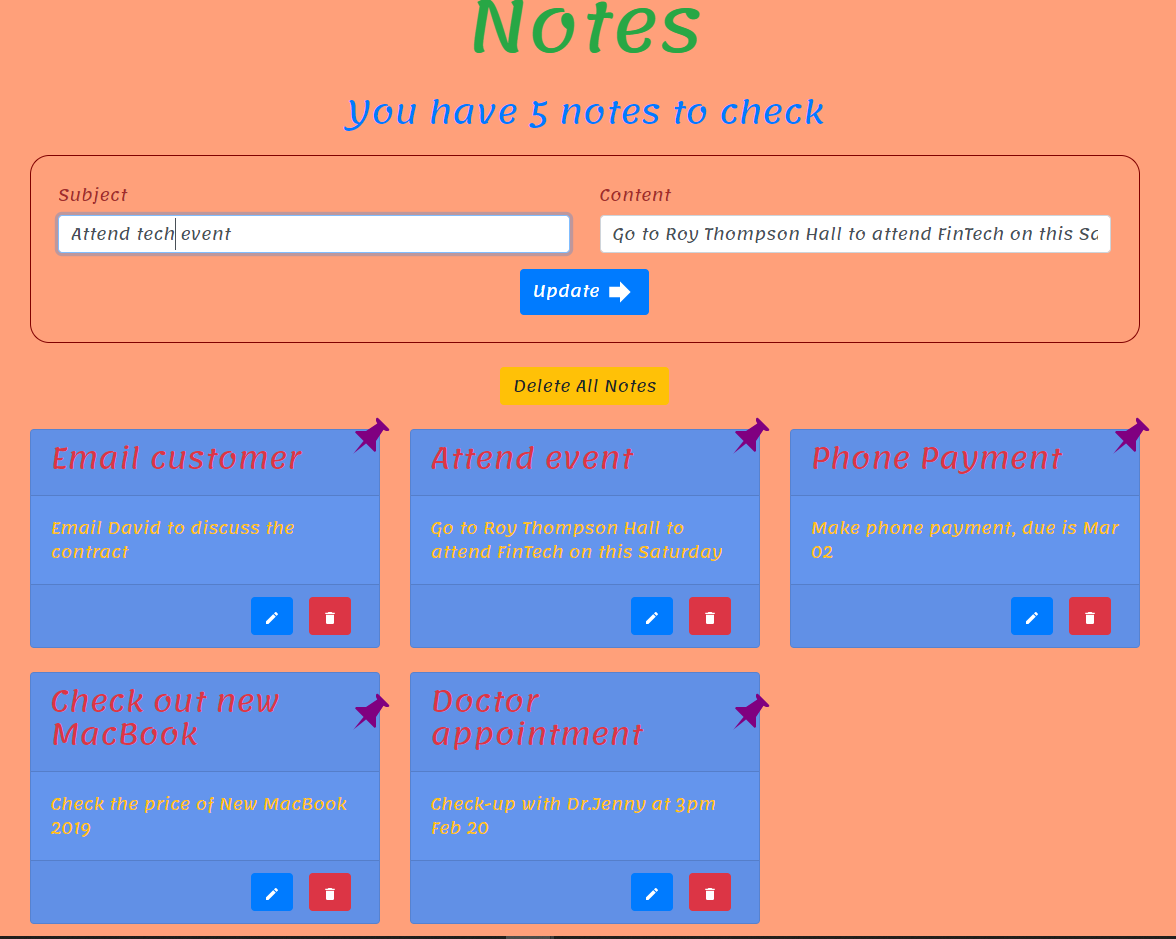 Notes
You have 5 notes to check
Subject
Content
Attend tech event
Go to Roy Thompson Hall to attend FinTech on this Sa
Update
Delete All Notes
Email customer
Email David to discuss the
contract
Attend event
Go to Roy Thompson Hall to
attend FinTech on this Saturday
Phone Payment
Make phone payment, due is Mar
02
Check out new
MacBook
Check the price of New MacBook
2019
Doctor
appointment
Check-up with Dr.Jenny at 3pm
Feb 20